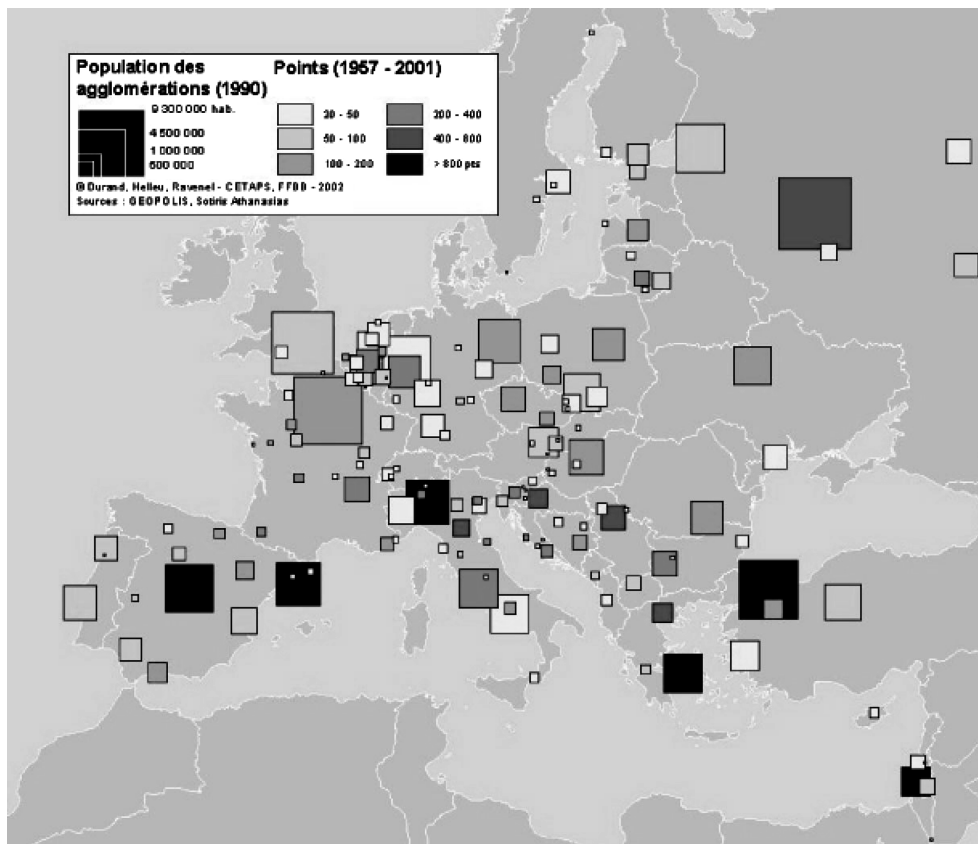 Population des
agglomérations (1990)
9 300 000 hab.
4 500 000
1 000 000
500 000
Points (1957 - 2001)
20 - 50
50 - 100
100 - 200
200 - 400
400 - 800
> 800 pts
© Durand, Helleu, Ravenel - CETAPS, FFBB - 2002
Sources : GEOPOLIS, Sotiris Athanasias